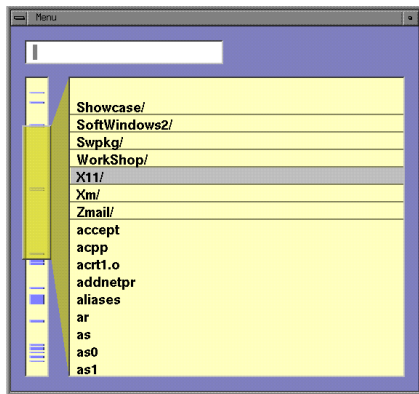 Menu
Showcase/
SoftWindows2/
Swpkg/
WorkShop/
X11/
Xm/
Zmail/
accept
acpp
acrt1.o
addnetpr
aliases
ar
as
as0
as1